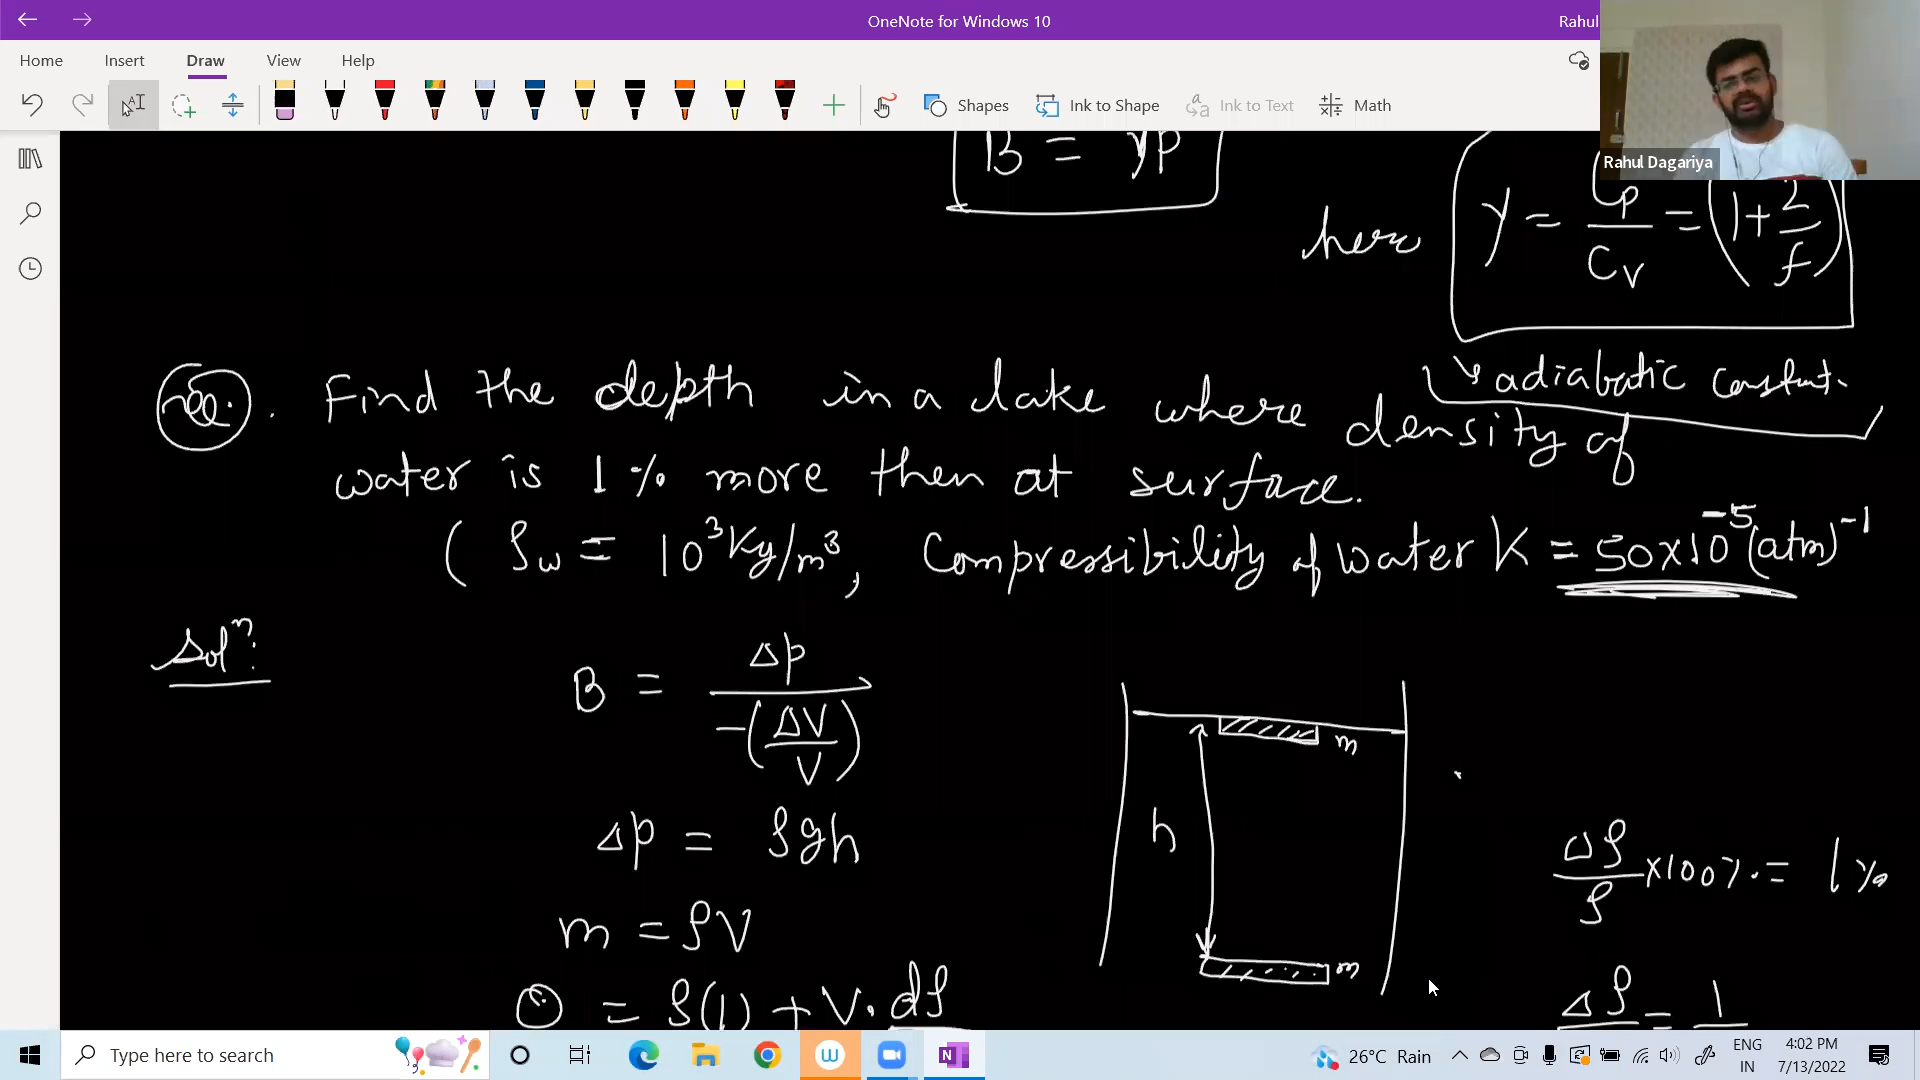 OneNote for Windows 10
Rahul
Home Insert Draw View Help
Shapes Ink to Shape Ink to Text Math
Rahul Dagariya
B = γP
here γ = Cp/Cv = (1+2/f)
adiabatic constant.
Q. Find the depth in a lake where density of
water is 1% more then at surface.
(ρw = 10³Kg/m³, Compressibility of water K = 50×10⁻⁵(atm)⁻¹
Solⁿ:
B = Δp/-(ΔV/V)
m
Δp = ρgh
h
Δρ/ρ ×100% = 1%
m = ρV
m
0 = ρ(1) + V.dρ
Δρ = 1
Type here to search
26°C Rain
ENG
IN
4:02 PM
7/13/2022